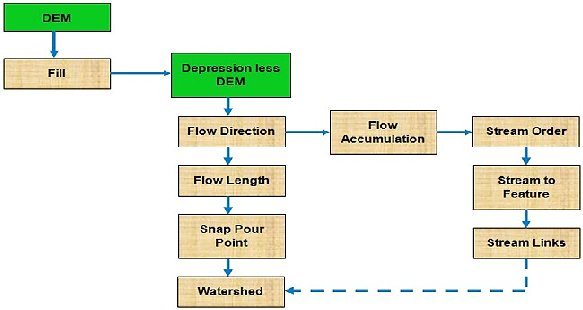 DEM
Fill
Depression less
DEM
Flow Direction
Flow
Accumulation
Stream Order
Flow Length
Stream to
Feature
Snap Pour
Point
Stream Links
Watershed